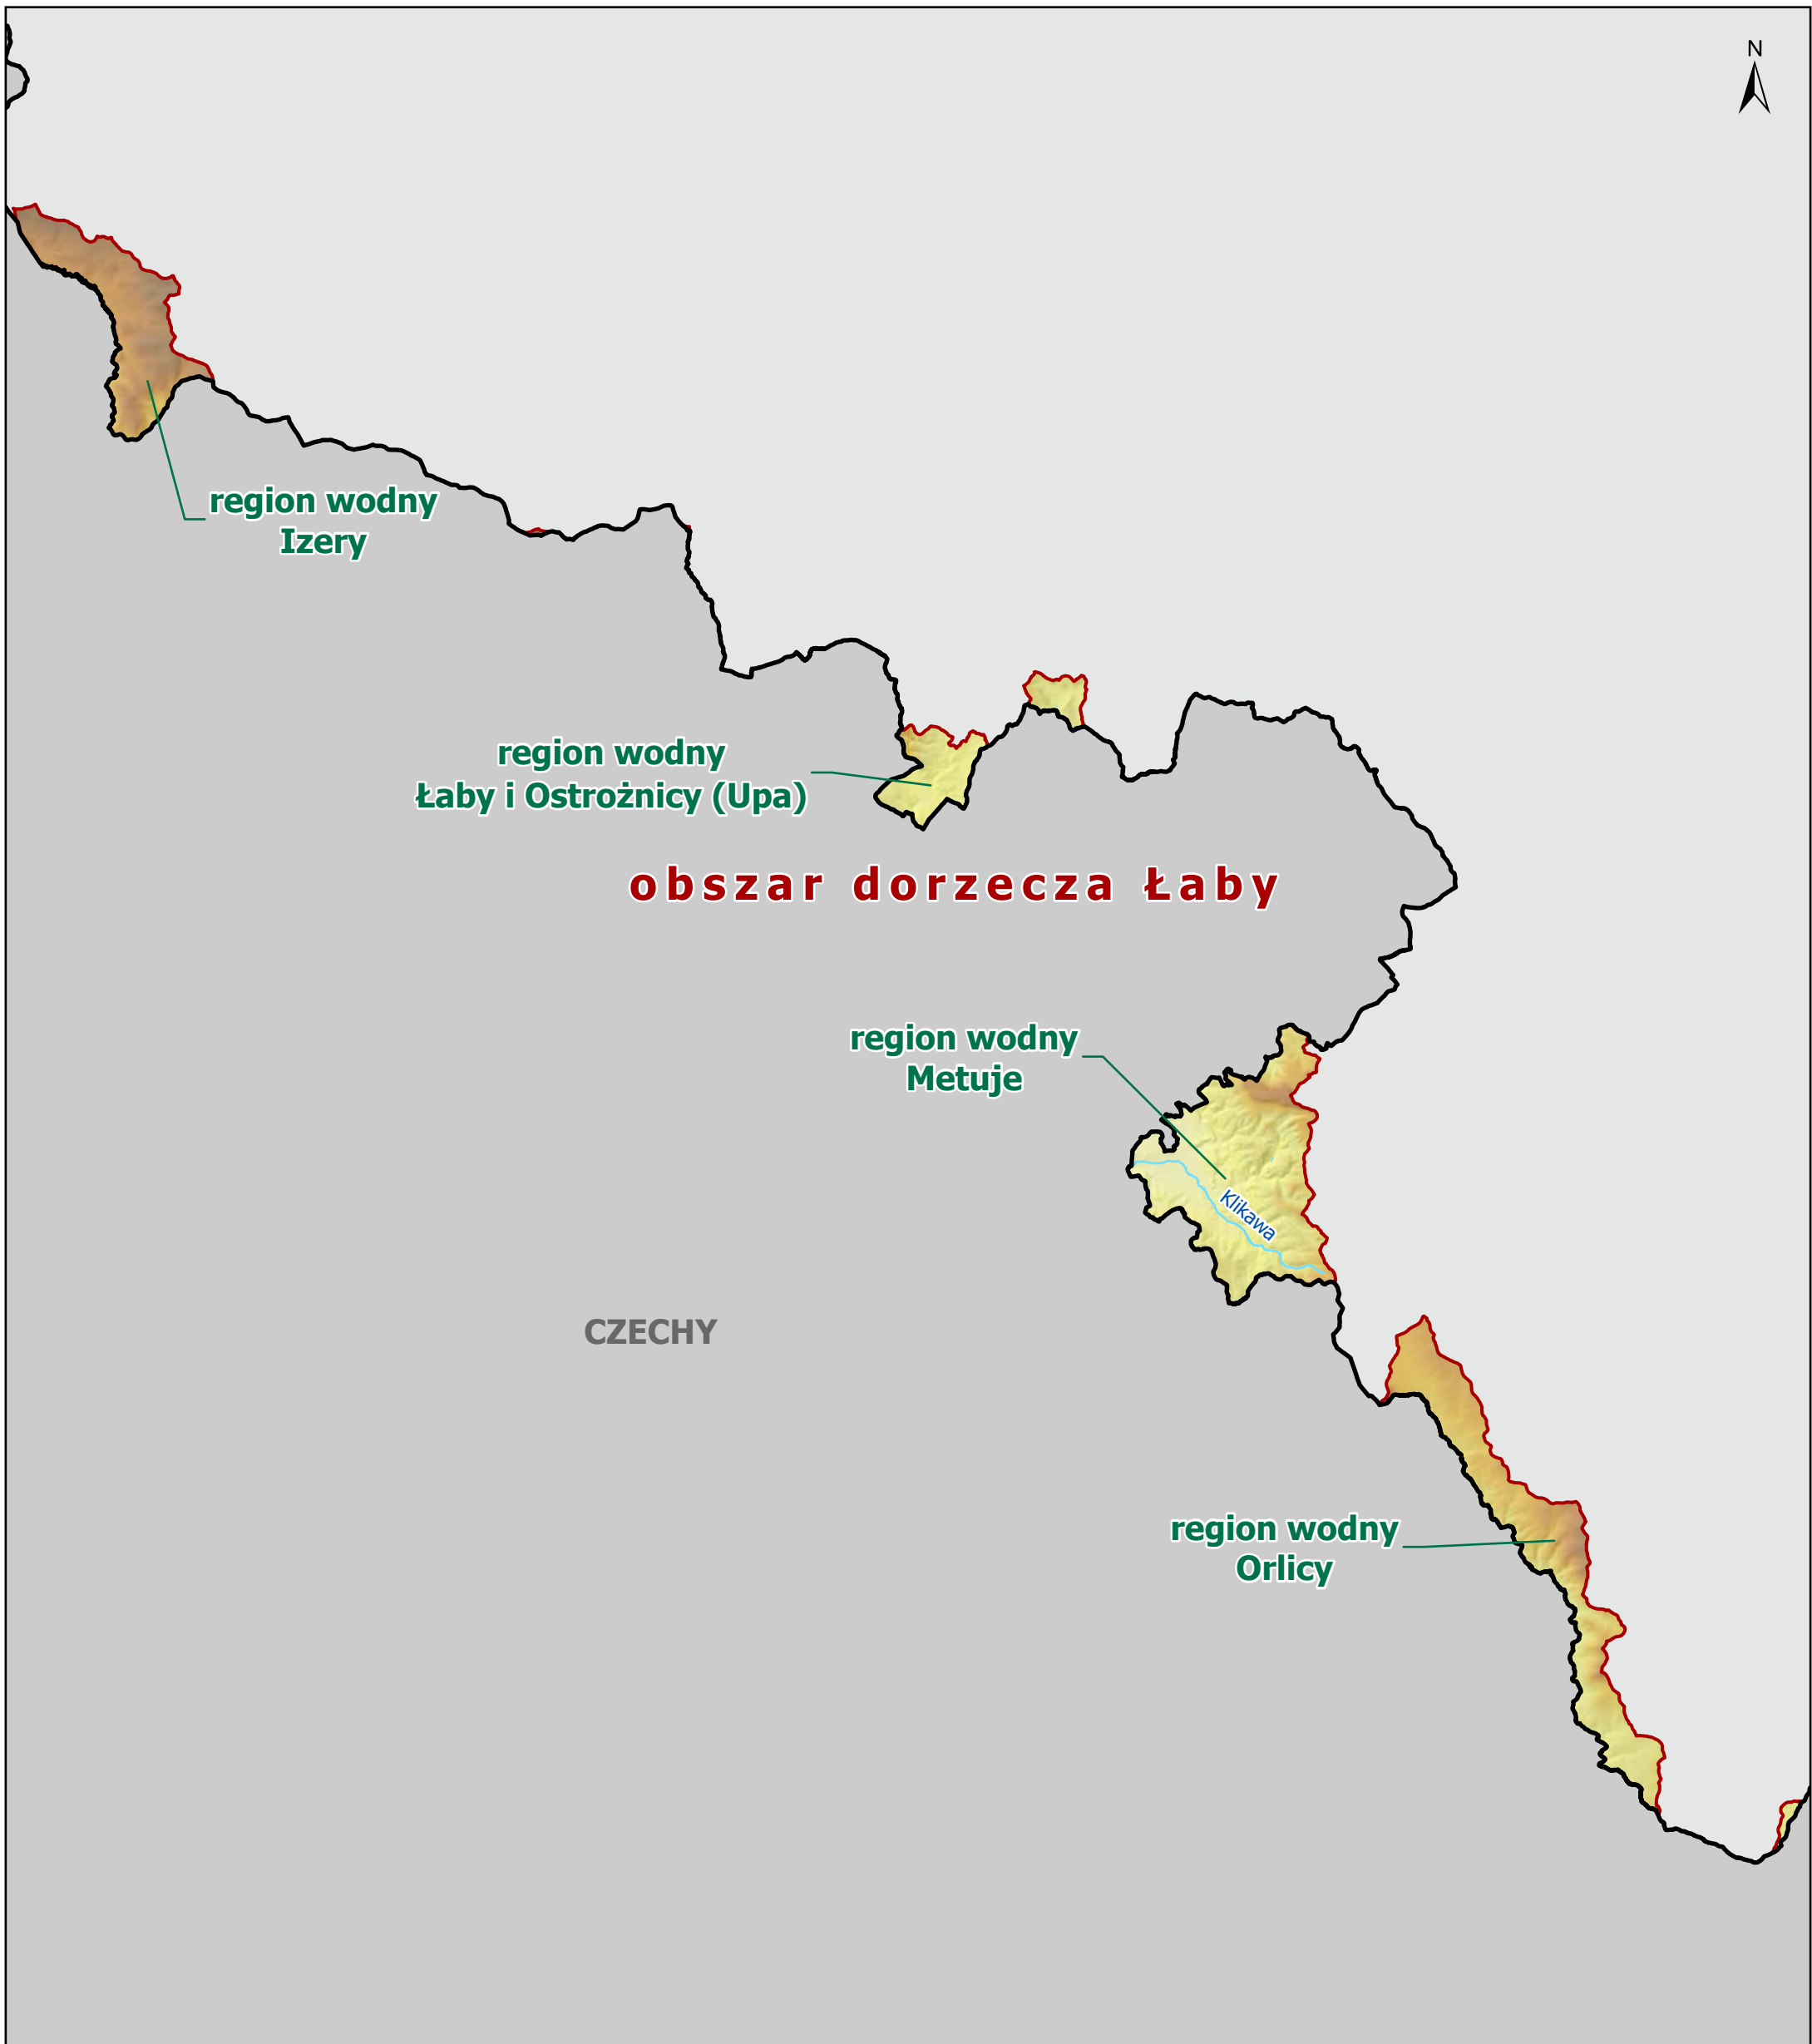 N
region wodny
Izery
region wodny
Łaby i Ostrożnicy (Upa)
obszar dorzecza Łaby
region wodny
Metuje
Klikawa
CZECHY
region wodny
Orlicy